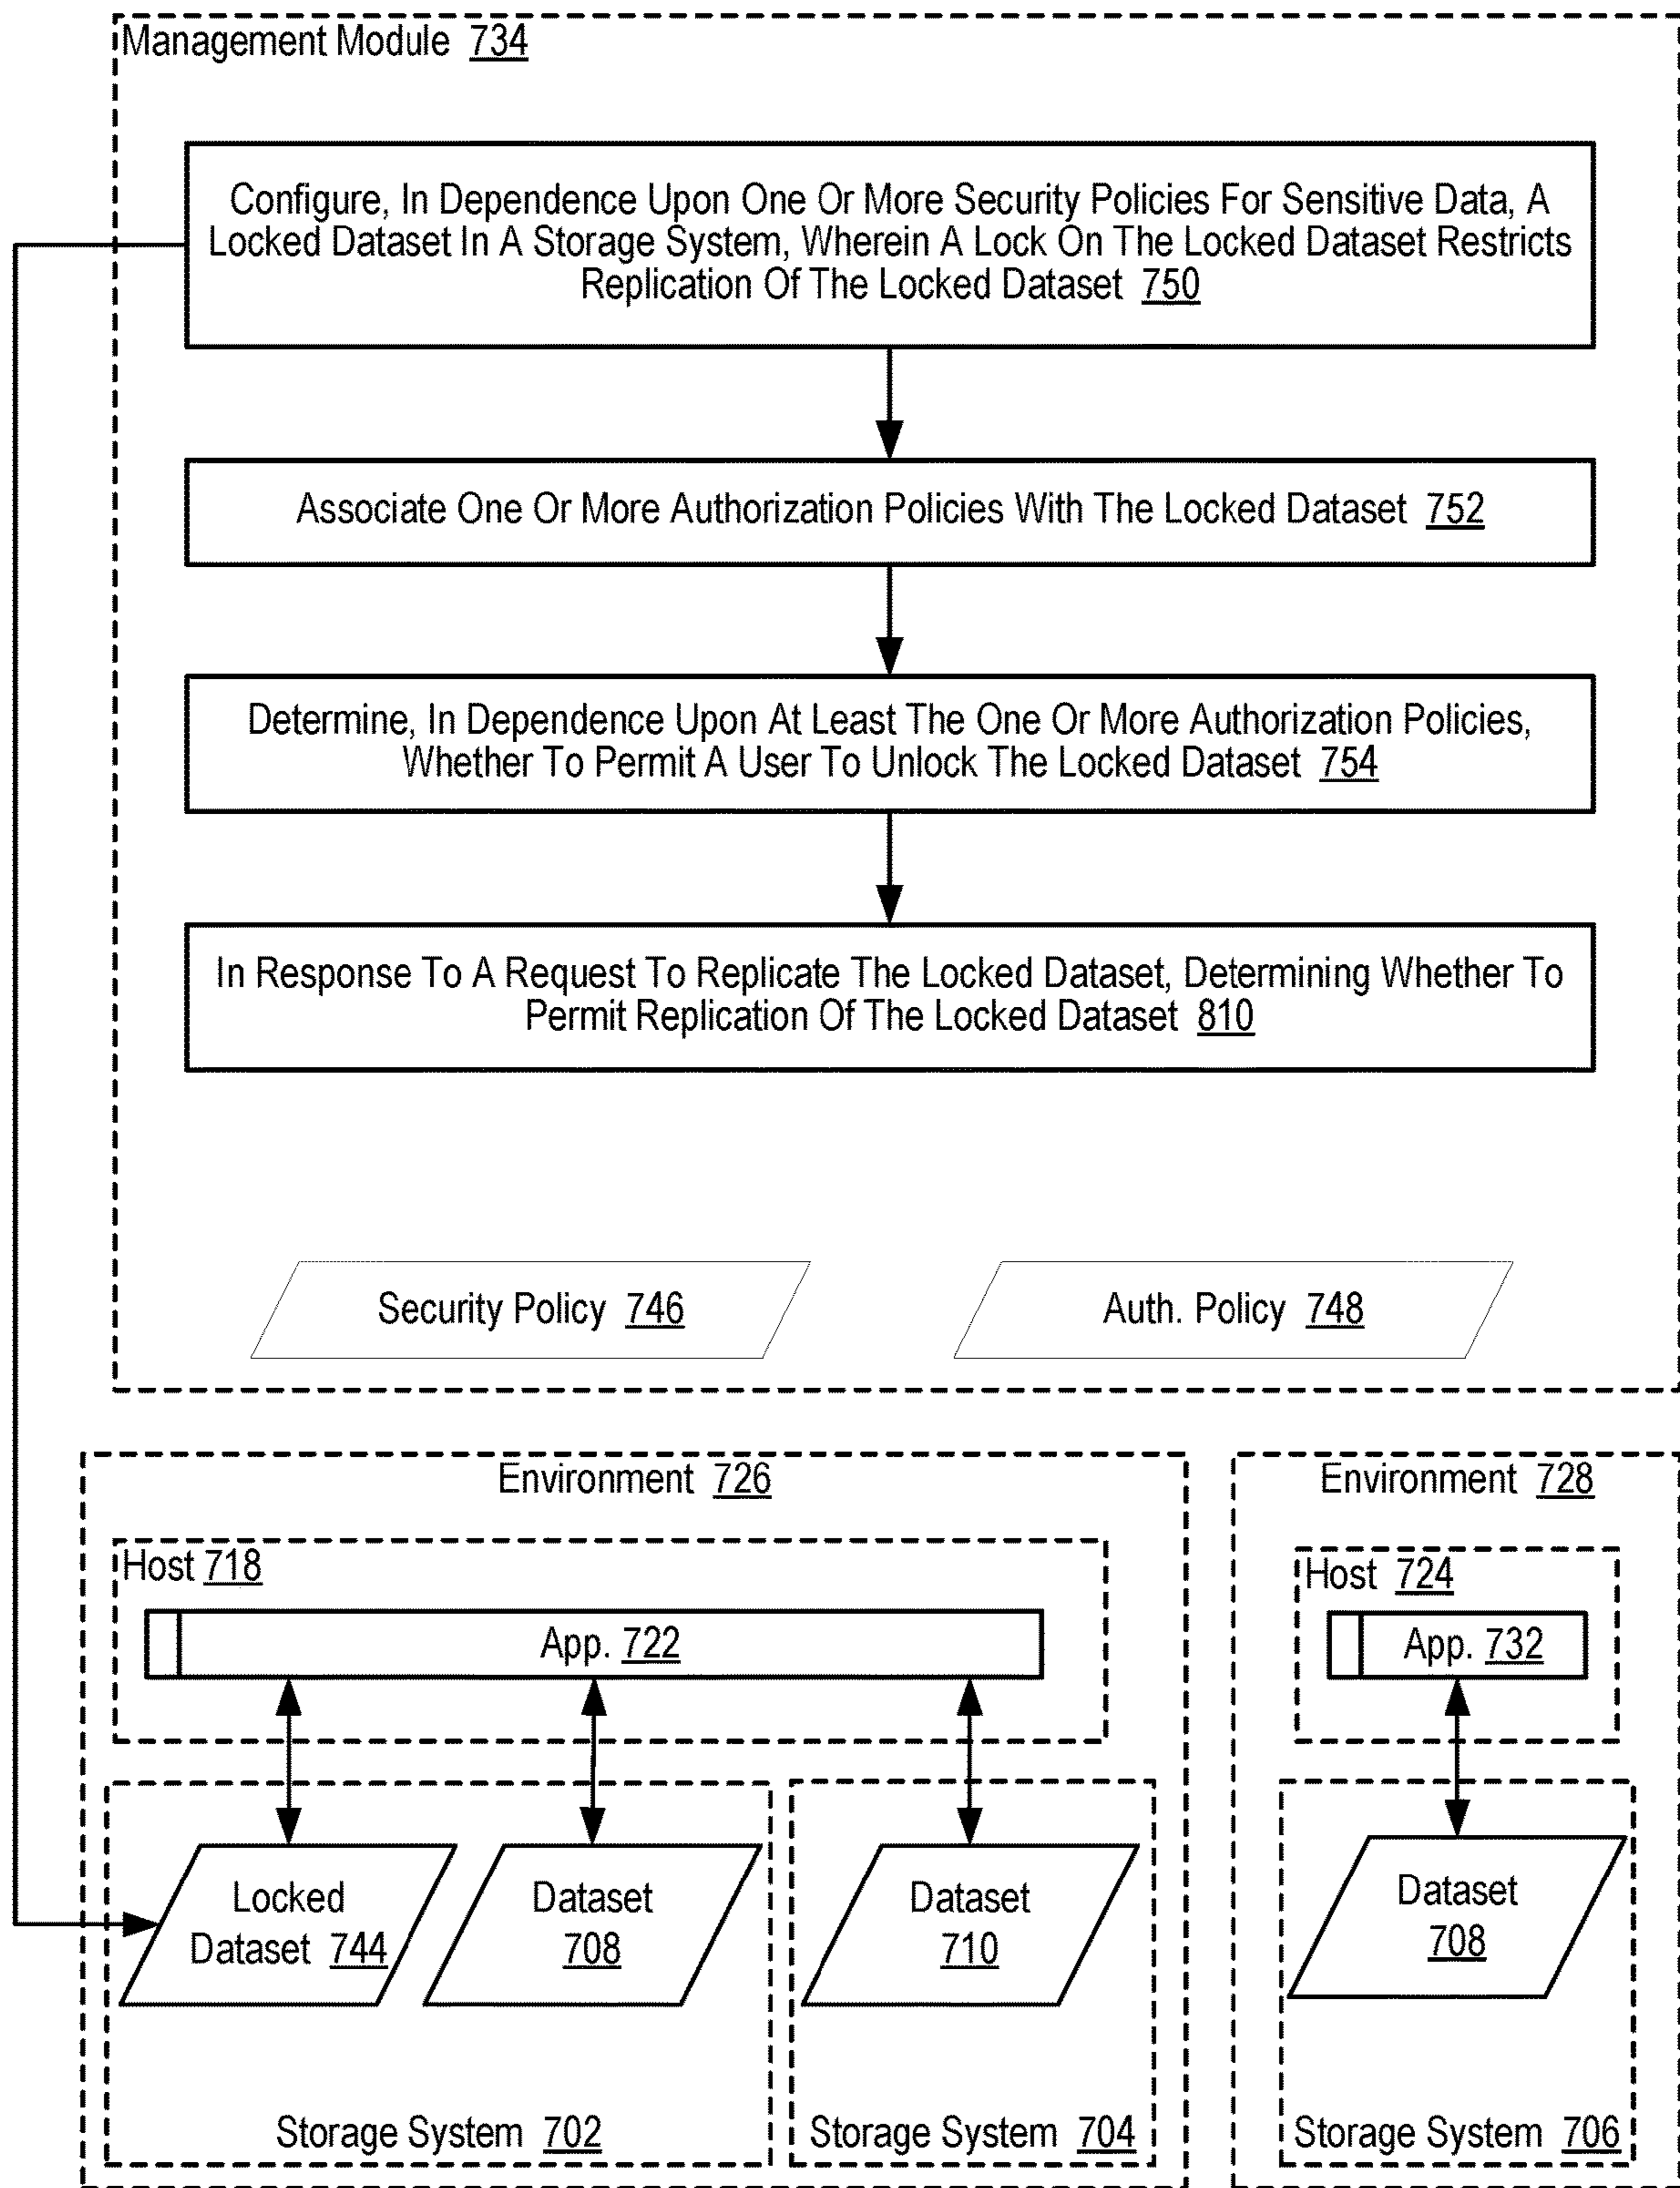 Management Module 734
Configure, In Dependence Upon One Or More Security Policies For Sensitive Data, A
Locked Dataset In A Storage System, Wherein A Lock On The Locked Dataset Restricts
Replication Of The Locked Dataset 750
Associate One Or More Authorization Policies With The Locked Dataset 752
Determine, In Dependence Upon At Least The One Or More Authorization Policies,
Whether To Permit A User To Unlock The Locked Dataset 754
In Response To A Request To Replicate The Locked Dataset, Determining Whether To
Permit Replication Of The Locked Dataset 810
Security Policy 746
Auth. Policy 748
Environment 726
Host 718
App. 722
Locked
Dataset 744
Dataset
708
Storage System 702
Dataset
710
Storage System 704
Environment 728
Host 724
App. 732
Dataset
708
Storage System 706